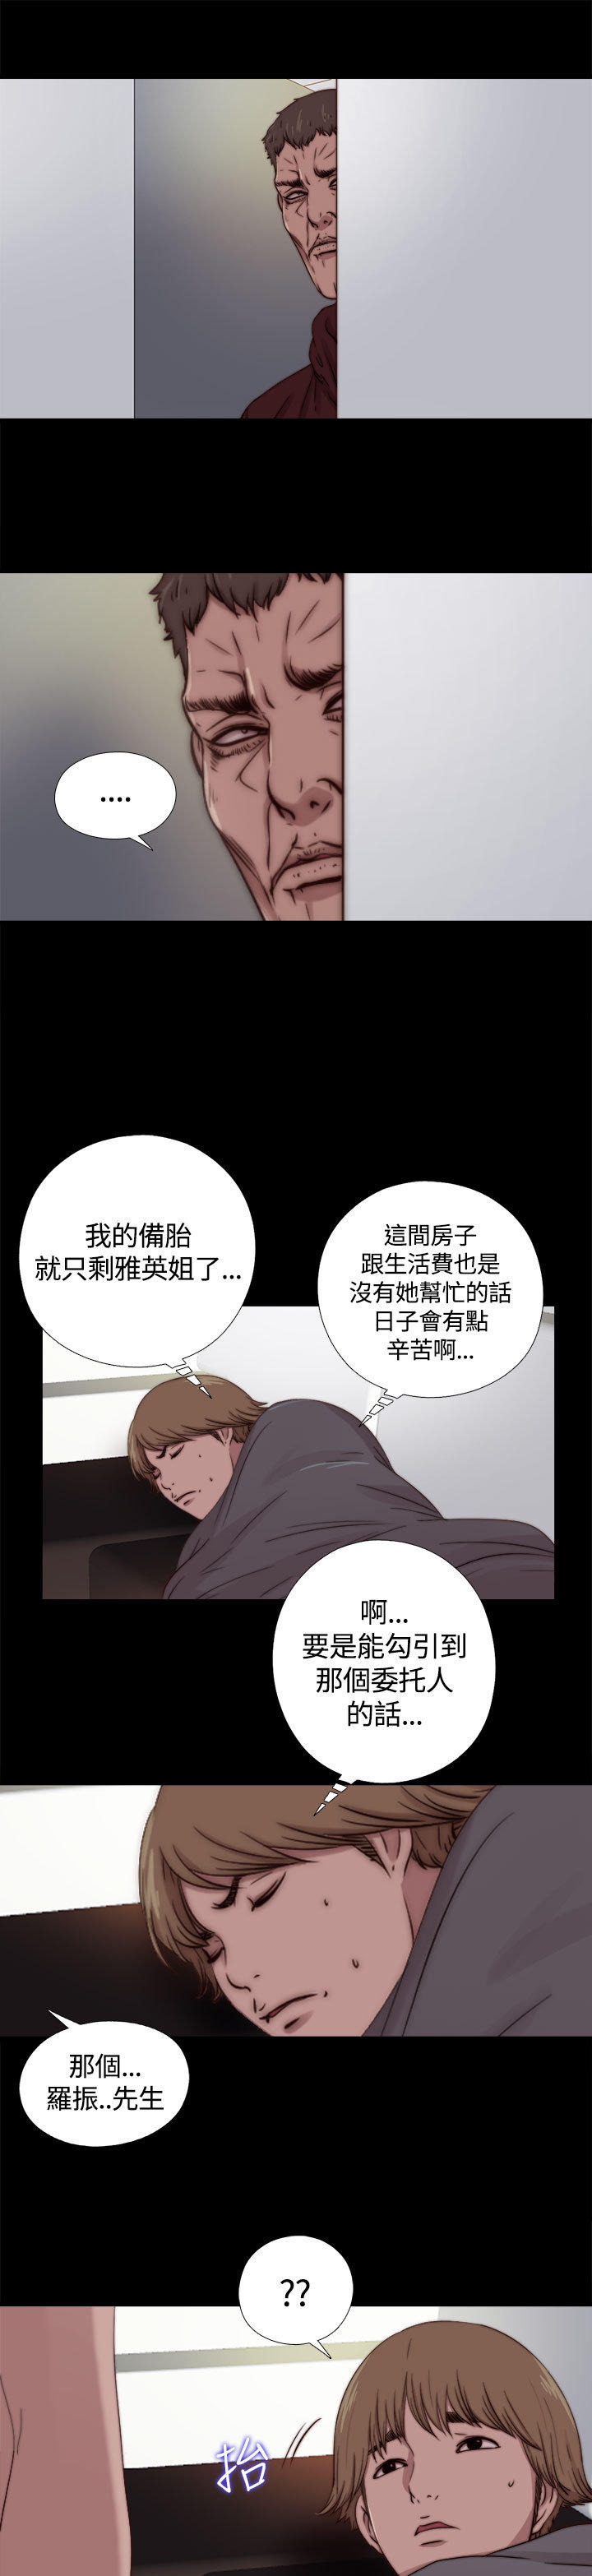 ....
我的備胎
就只剩雅英姐了...
這間房子
跟生活費也是
沒有她幫忙的話
日子會有點
辛苦啊...
啊...
要是能勾引到
那個委托人
的話...
那個...
羅振..先生
??
抬